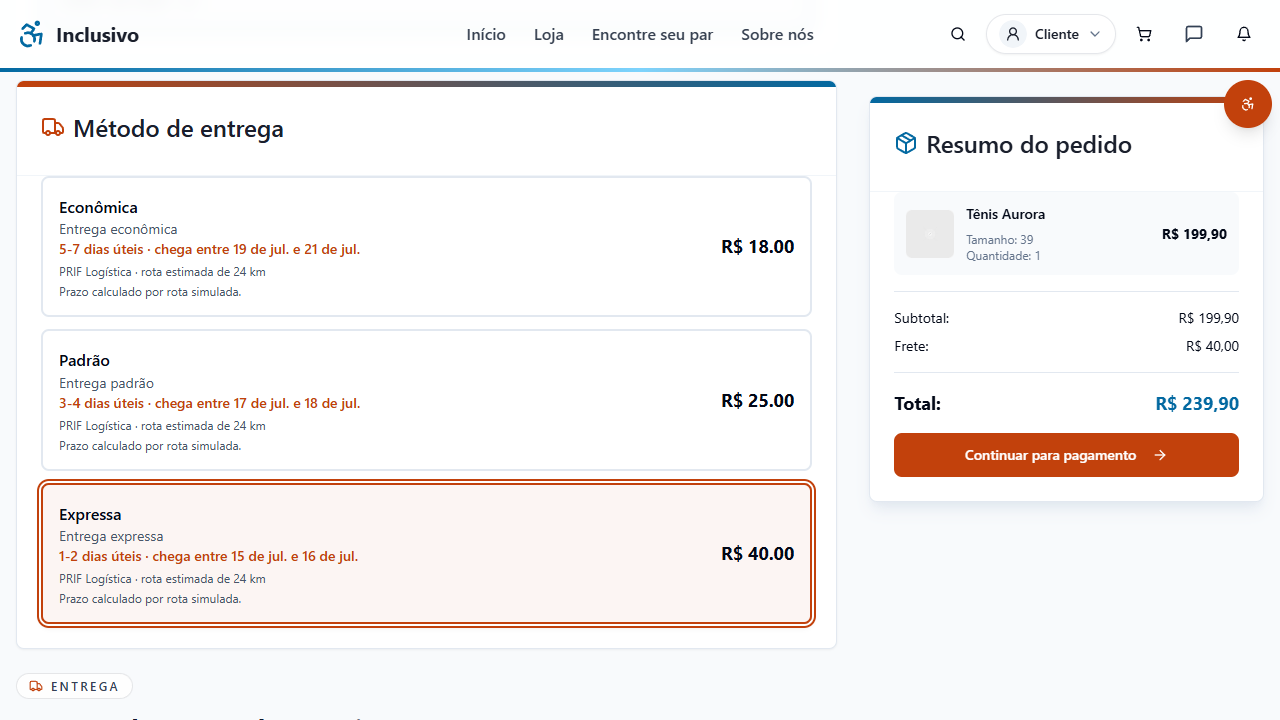 Inclusivo
Início
Loja
Encontre seu par
Sobre nós
Cliente
Método de entrega
Econômica
Entrega econômica
5-7 dias úteis · chega entre 19 de jul. e 21 de jul.
PRIF Logística · rota estimada de 24 km
Prazo calculado por rota simulada.
R$ 18.00
Padrão
Entrega padrão
3-4 dias úteis · chega entre 17 de jul. e 18 de jul.
PRIF Logística · rota estimada de 24 km
Prazo calculado por rota simulada.
R$ 25.00
Expressa
Entrega expressa
1-2 dias úteis · chega entre 15 de jul. e 16 de jul.
PRIF Logística · rota estimada de 24 km
Prazo calculado por rota simulada.
R$ 40.00
ENTREGA
Resumo do pedido
Tênis Aurora
Tamanho: 39
Quantidade: 1
R$ 199,90
Subtotal: R$ 199,90
Frete: R$ 40,00
Total: R$ 239,90
Continuar para pagamento